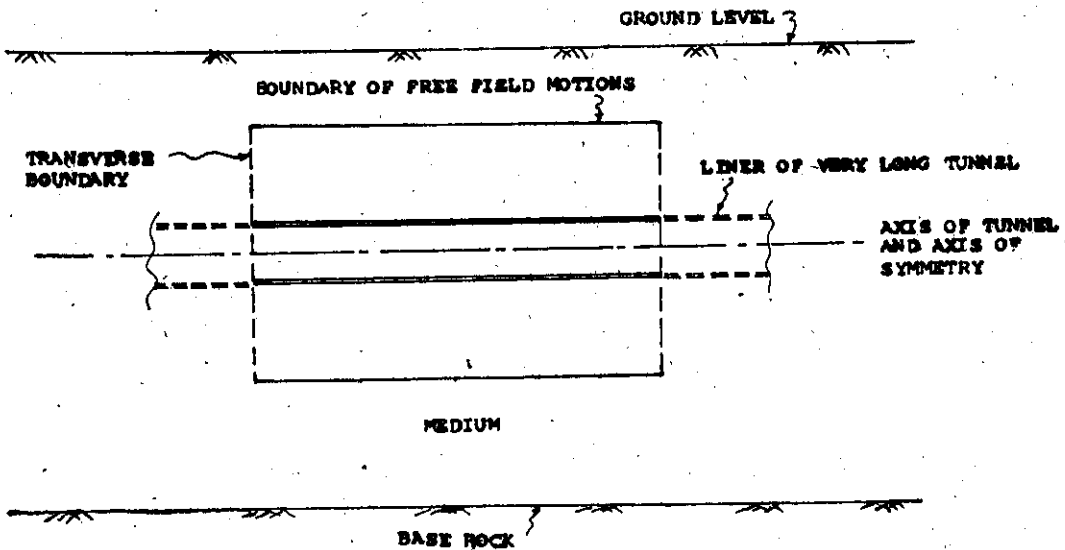 GROUND LEVEL
BOUNDARY OF FREE FIELD MOTIONS
TRANSVERSE
BOUNDARY
LINER OF VERY LONG TUNNEL
AXIS OF TUNNEL
AND AXIS OF
SYMMETRY
MEDIUM
BASE ROCK